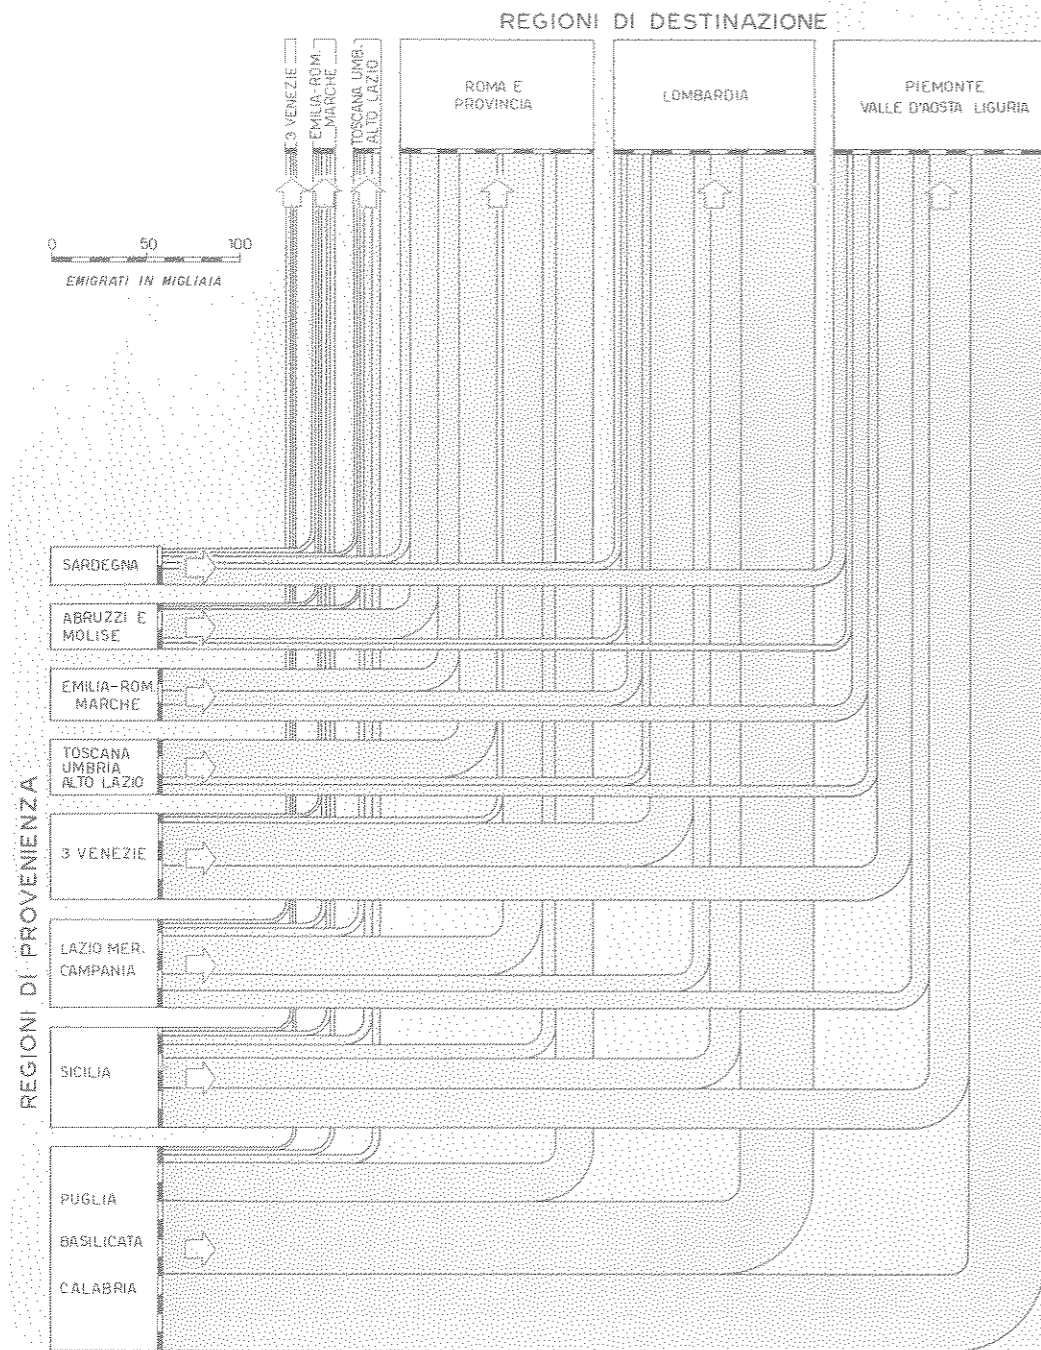 REGIONI DI DESTINAZIONE
3 VENEZIE
EMILIA-ROM.
MARCHE
TOSCANA UMB.
ALTO LAZIO
ROMA E
PROVINCIA
LOMBARDIA
PIEMONTE
VALLE D'AOSTA LIGURIA
0 50 100
EMIGRATI IN MIGLIAIA
REGIONI DI PROVENIENZA
SARDEGNA
ABRUZZI E
MOLISE
EMILIA-ROM.
MARCHE
TOSCANA
UMBRIA
ALTO LAZIO
3 VENEZIE
LAZIO MER.
CAMPANIA
SICILIA
PUGLIA
BASILICATA
CALABRIA